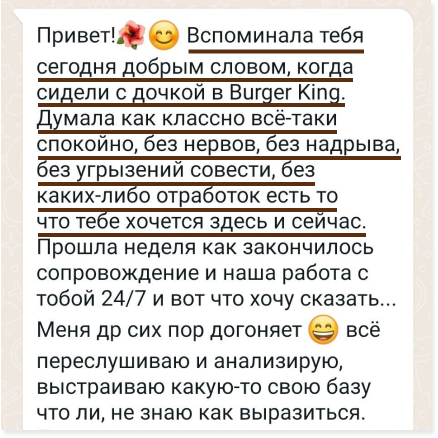 Привет!🌺😊 Вспоминала тебя
сегодня добрым словом, когда
сидели с дочкой в Burger King.
Думала как классно всё-таки
спокойно, без нервов, без надрыва,
без угрызений совести, без
каких-либо отработок есть то
что тебе хочется здесь и сейчас.
Прошла неделя как закончилось
сопровождение и наша работа с
тобой 24/7 и вот что хочу сказать...
Меня др сих пор догоняет 😄 всё
переслушиваю и анализирую,
выстраиваю какую-то свою базу
что ли, не знаю как выразиться.